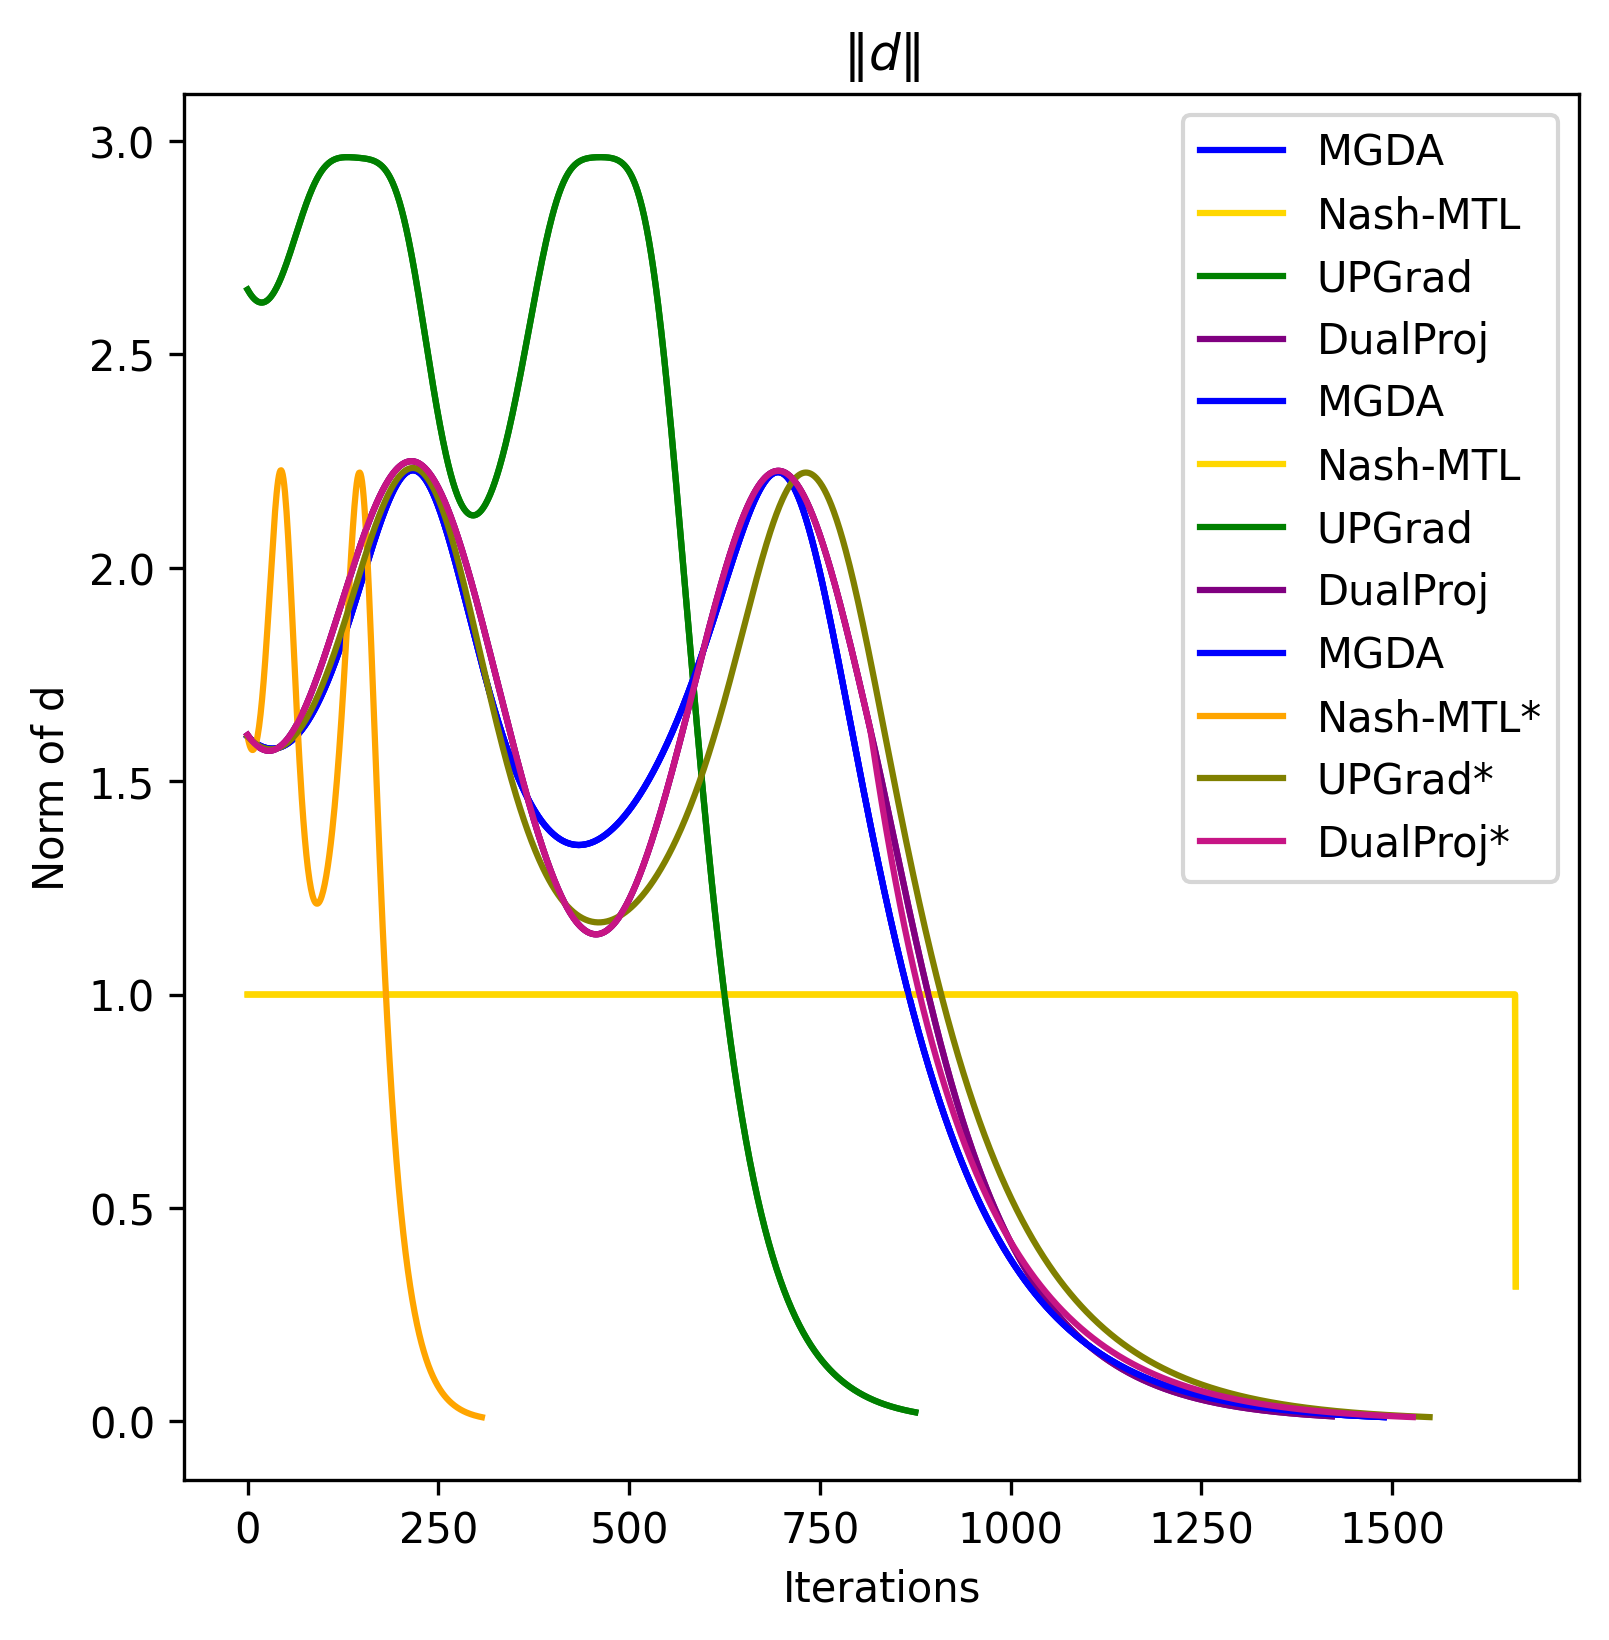 ‖d‖
3.0
2.5
2.0
1.5
1.0
0.5
0.0
Norm of d
MGDA
Nash-MTL
UPGrad
DualProj
MGDA
Nash-MTL
UPGrad
DualProj
MGDA
Nash-MTL*
UPGrad*
DualProj*
0 250 500 750 1000 1250 1500
Iterations